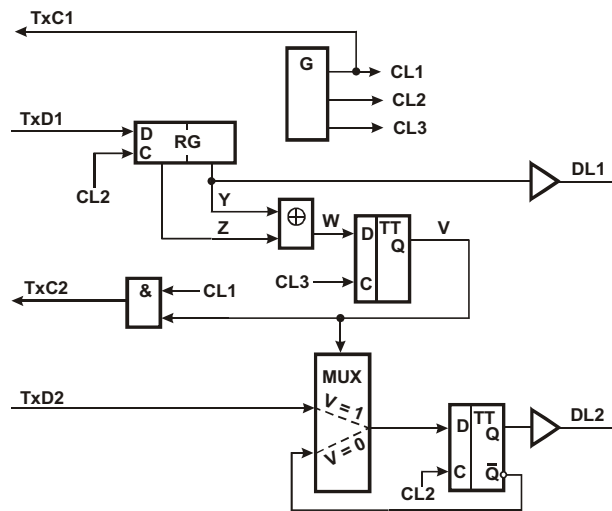 TxC1
G
CL1
CL2
CL3
TxD1
D RG
C
CL2
DL1
Y
Z
⊕
W
D TT
Q
V
CL3
C
TxC2
&
CL1
MUX
TxD2
V = 1
V = 0
D TT
Q
DL2
C
Q̅
CL2